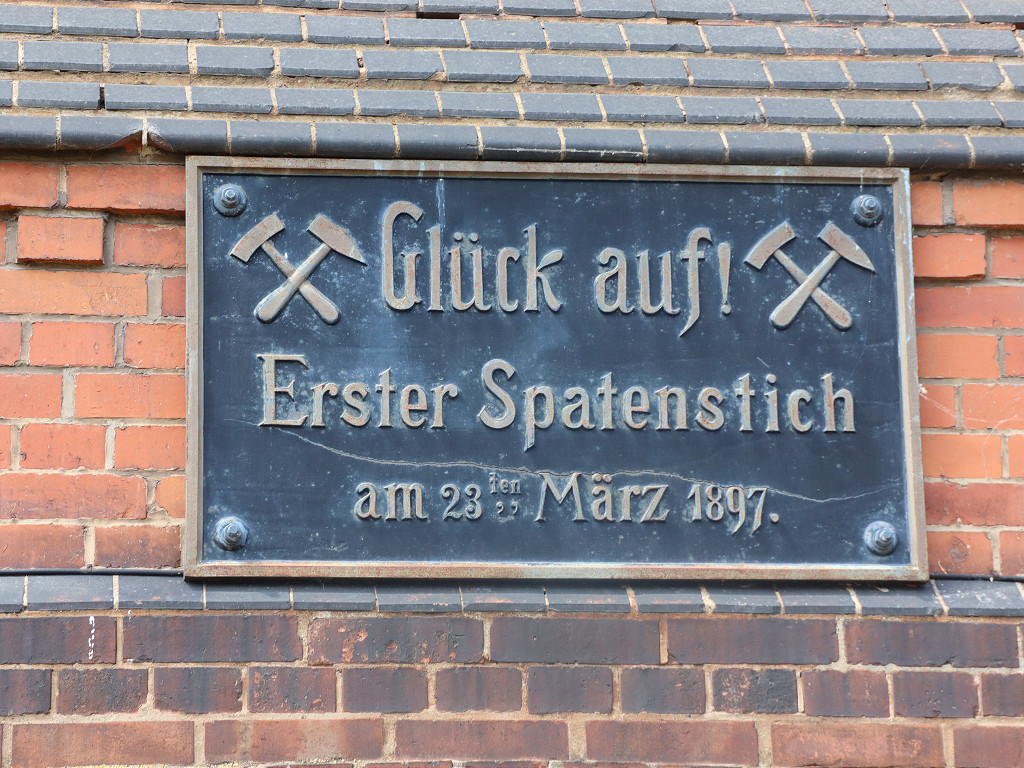 Glück auf!
Erster Spatenstich
am 23ten März 1897.